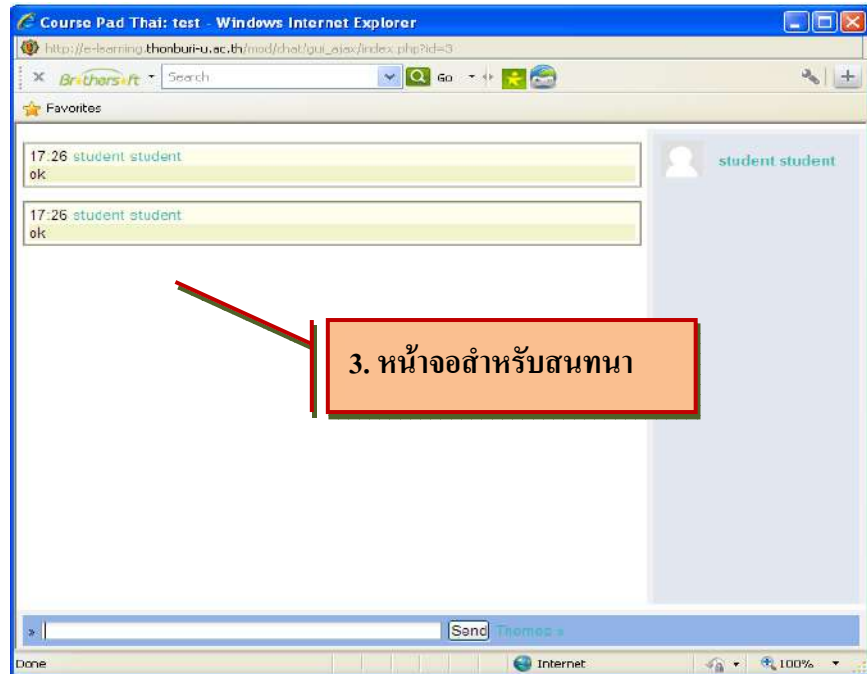 Course Pad Thai: test - Windows Internet Explorer
http://e-learning.thonburi-u.ac.th/mod/chat/gui_ajax/index.php?id=3
× Brothersoft Search Go
Favorites
17:26 student student
ok
17:26 student student
ok
student student
3. หน้าจอสำหรับสนทนา
» Send Themes »
Done Internet 100%